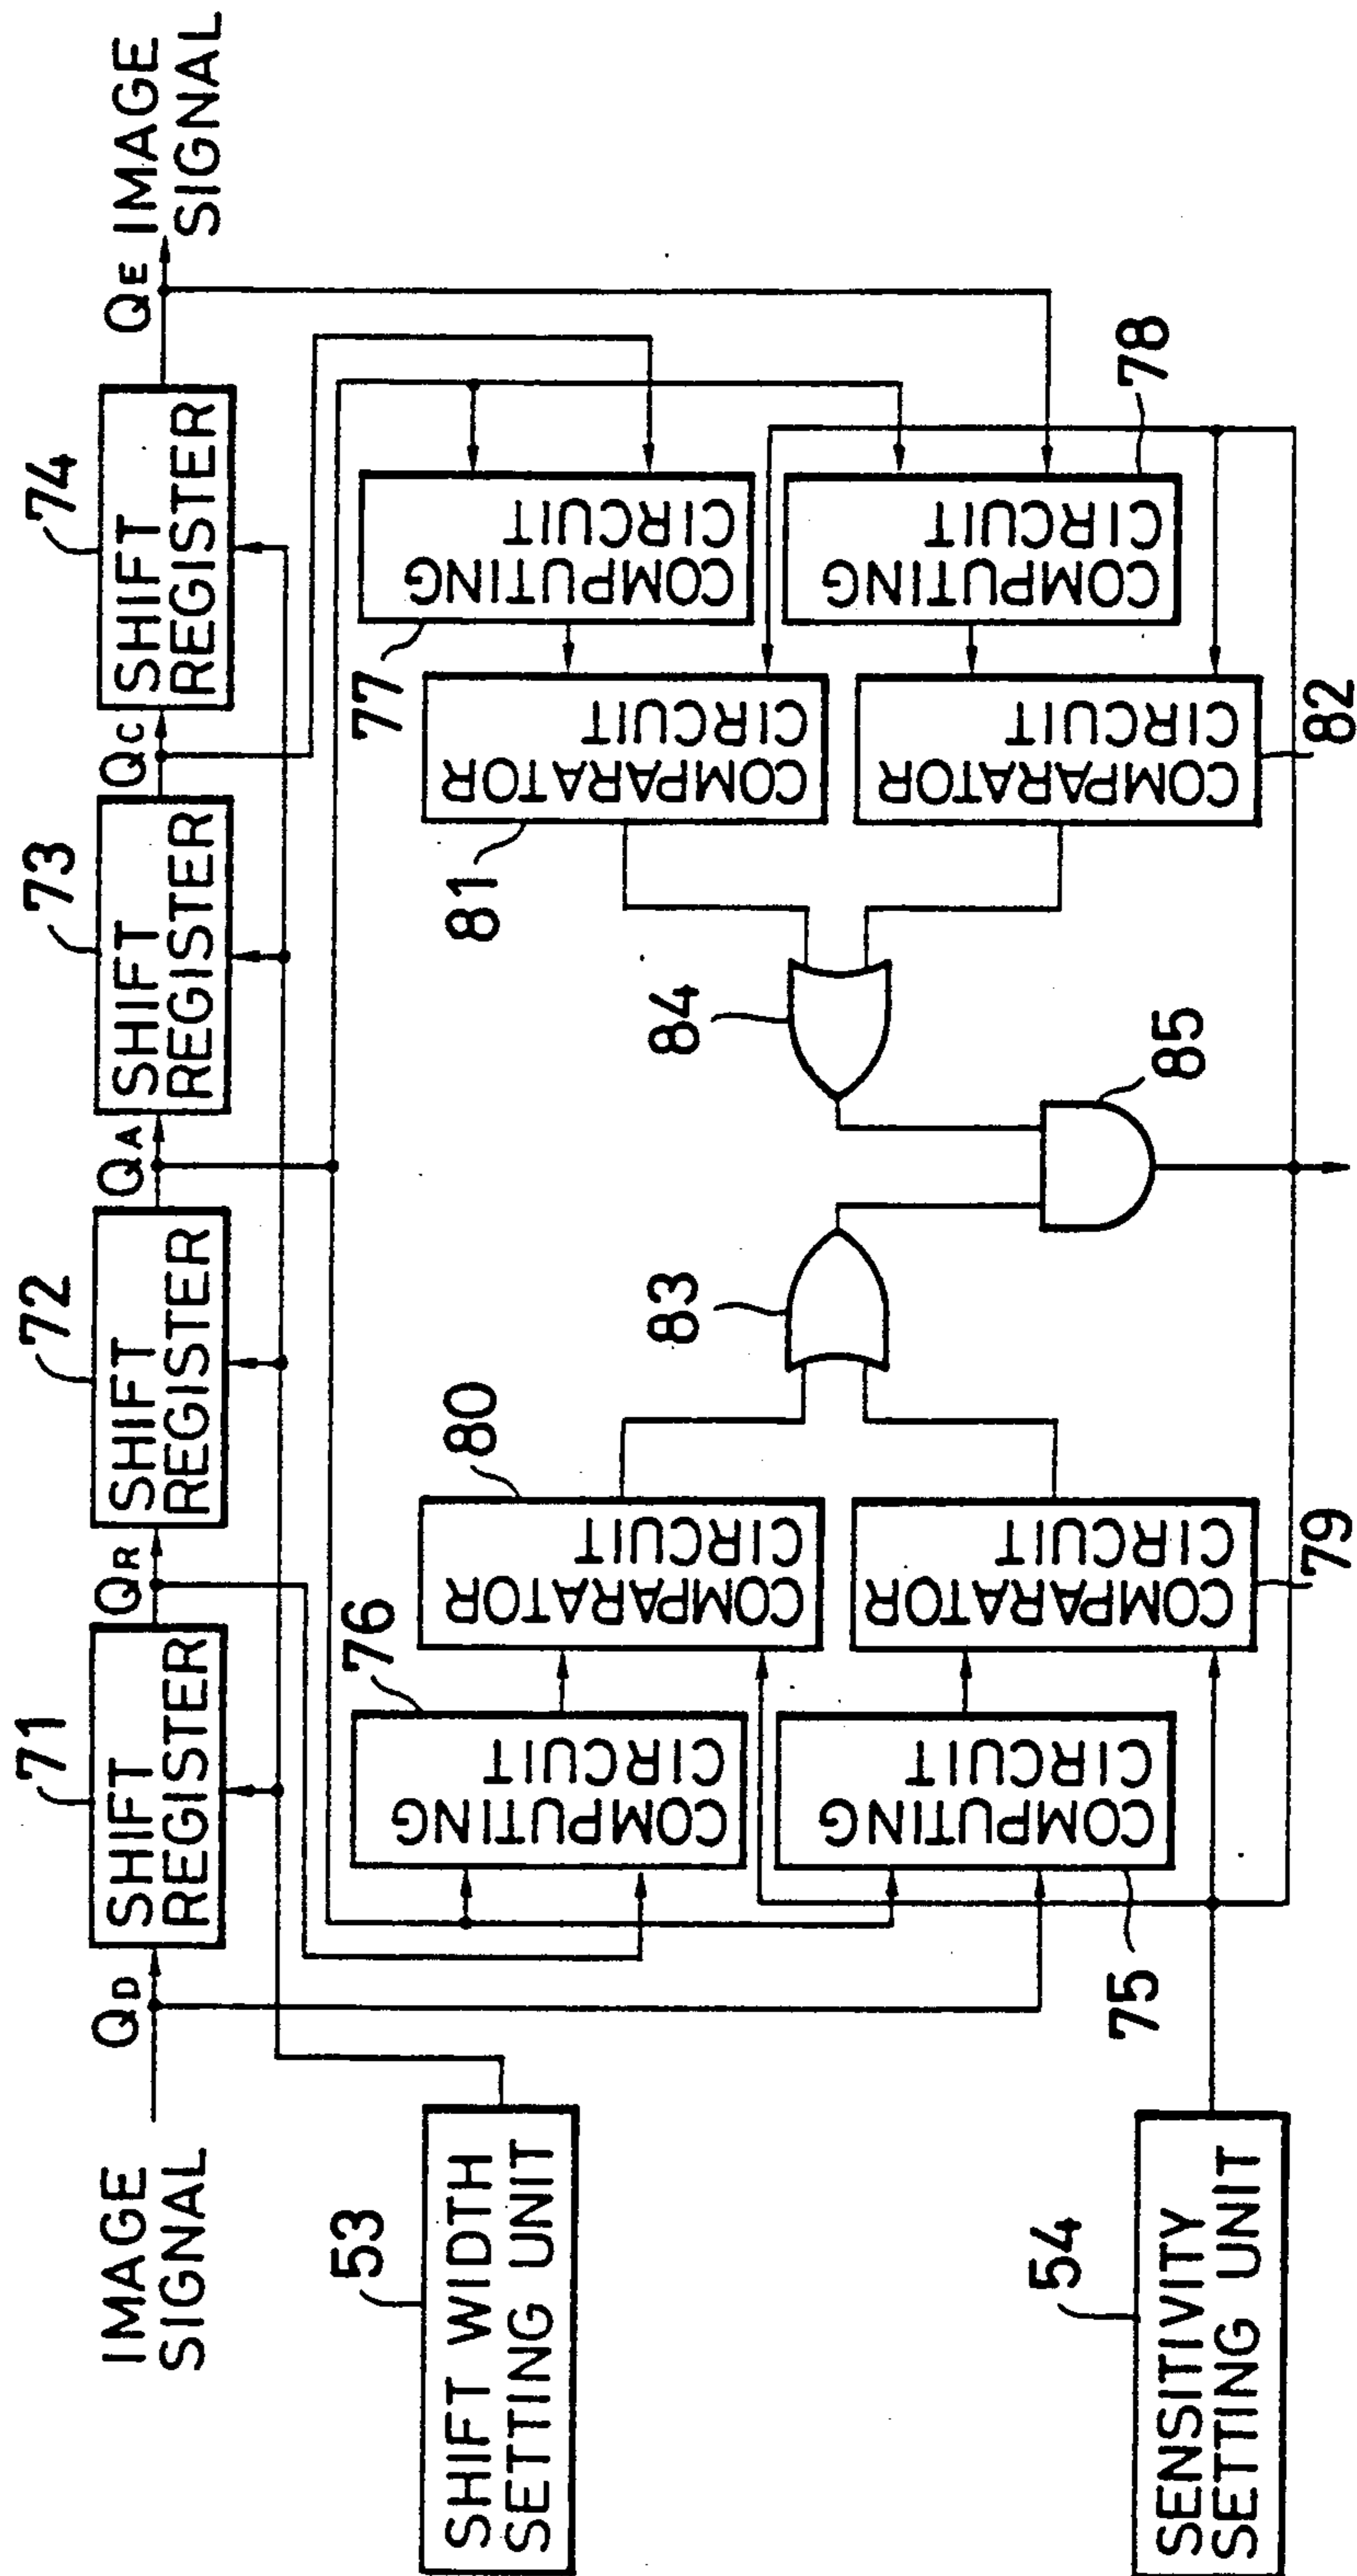 IMAGE
SIGNAL
QD
71
SHIFT
REGISTER
QR
72
SHIFT
REGISTER
QA
73
SHIFT
REGISTER
QC
74
SHIFT
REGISTER
QE
IMAGE
SIGNAL
53
SHIFT WIDTH
SETTING UNIT
54
SENSITIVITY
SETTING UNIT
76
COMPUTING
CIRCUIT
75
COMPUTING
CIRCUIT
80
COMPARATOR
CIRCUIT
79
COMPARATOR
CIRCUIT
83
84
85
81
COMPARATOR
CIRCUIT
82
COMPARATOR
CIRCUIT
77
COMPUTING
CIRCUIT
78
COMPUTING
CIRCUIT